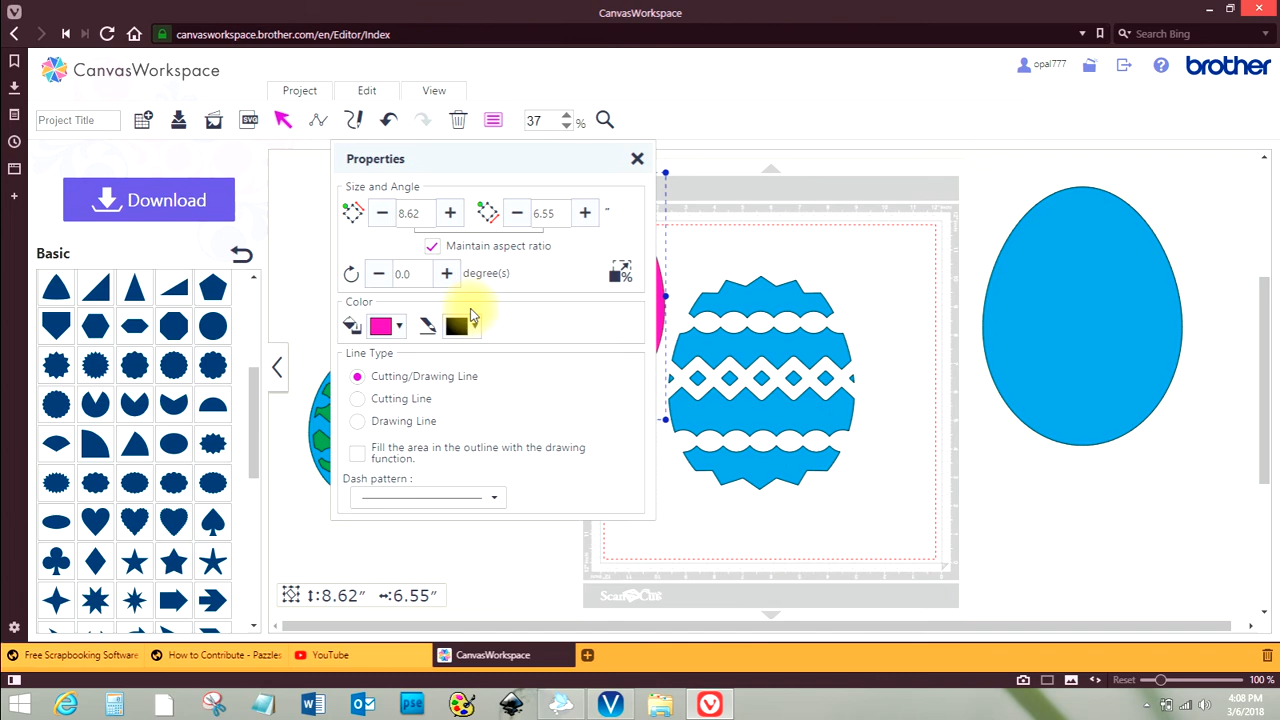 CanvasWorkspace
canvasworkspace.brother.com/en/Editor/Index
Search Bing
CanvasWorkspace
opal777
brother
Project
Edit
View
Project Title
SVG
37
%
Properties
Size and Angle
8.62
6.55
"
Maintain aspect ratio
0.0
degree(s)
%
Color
Line Type
Cutting/Drawing Line
Cutting Line
Drawing Line
Fill the area in the outline with the drawing
function.
Dash pattern :
Download
Basic
8.62"
6.55"
Free Scrapbooking Software
How to Contribute - Pazzles
YouTube
CanvasWorkspace
Reset
100 %
4:08 PM
3/6/2018